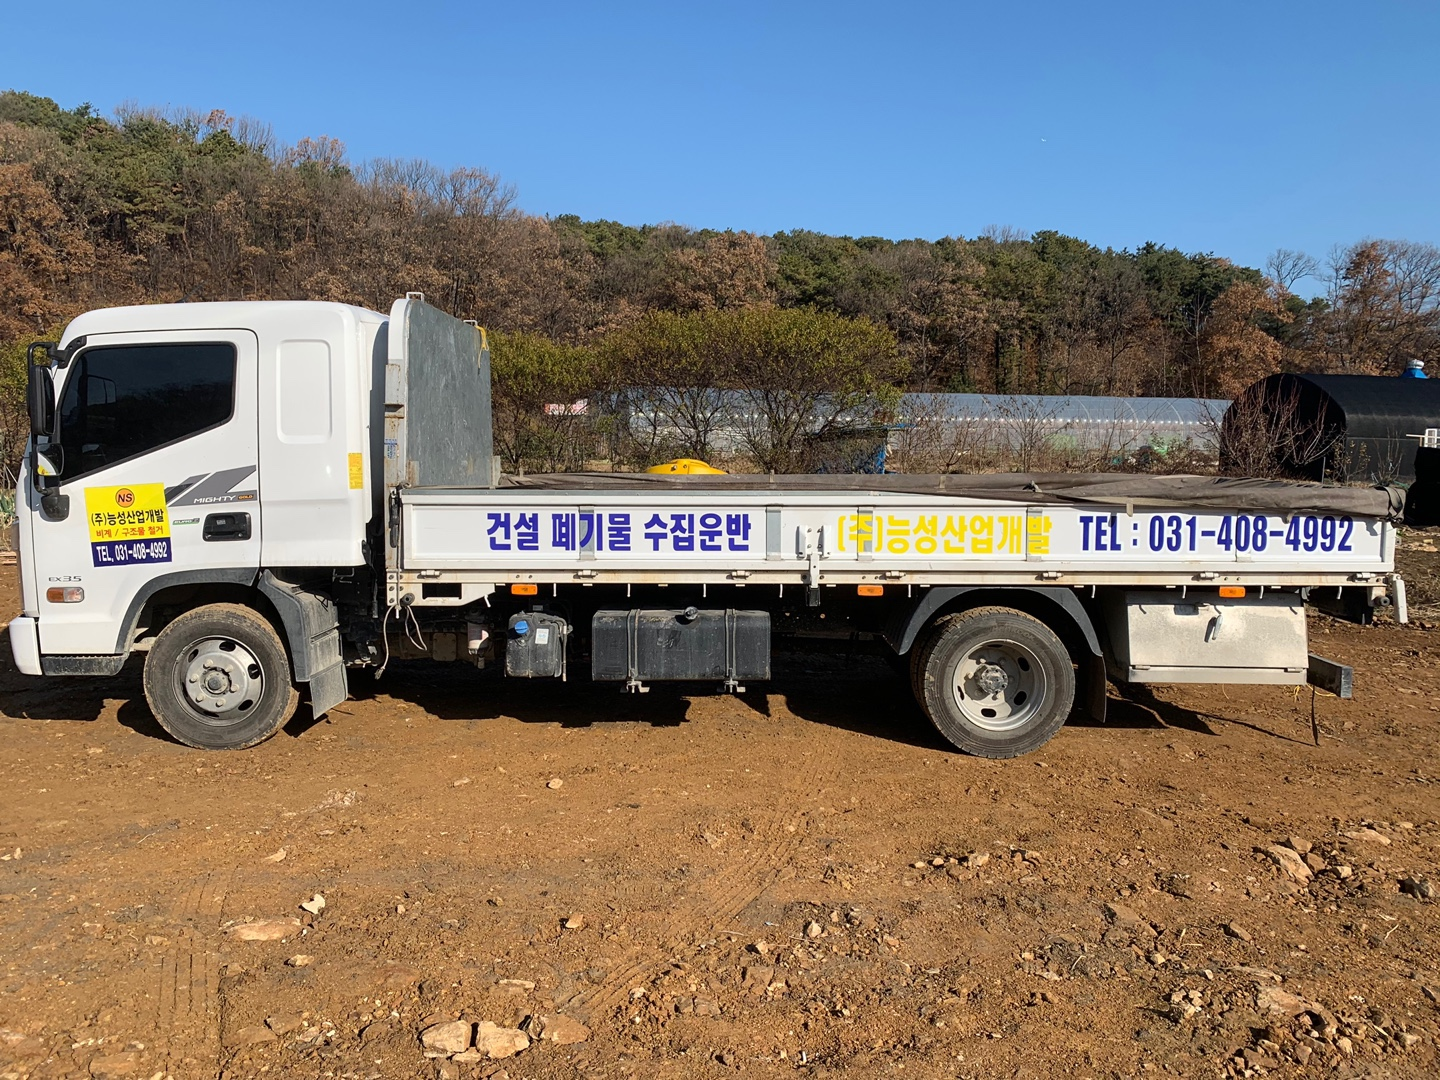 NS
(주)능성산업개발
비계 / 구조물 철거
TEL, 031-408-4992
MIGHTY
EX3.5
건설 폐기물 수집운반 (주)능성산업개발 TEL : 031-408-4992